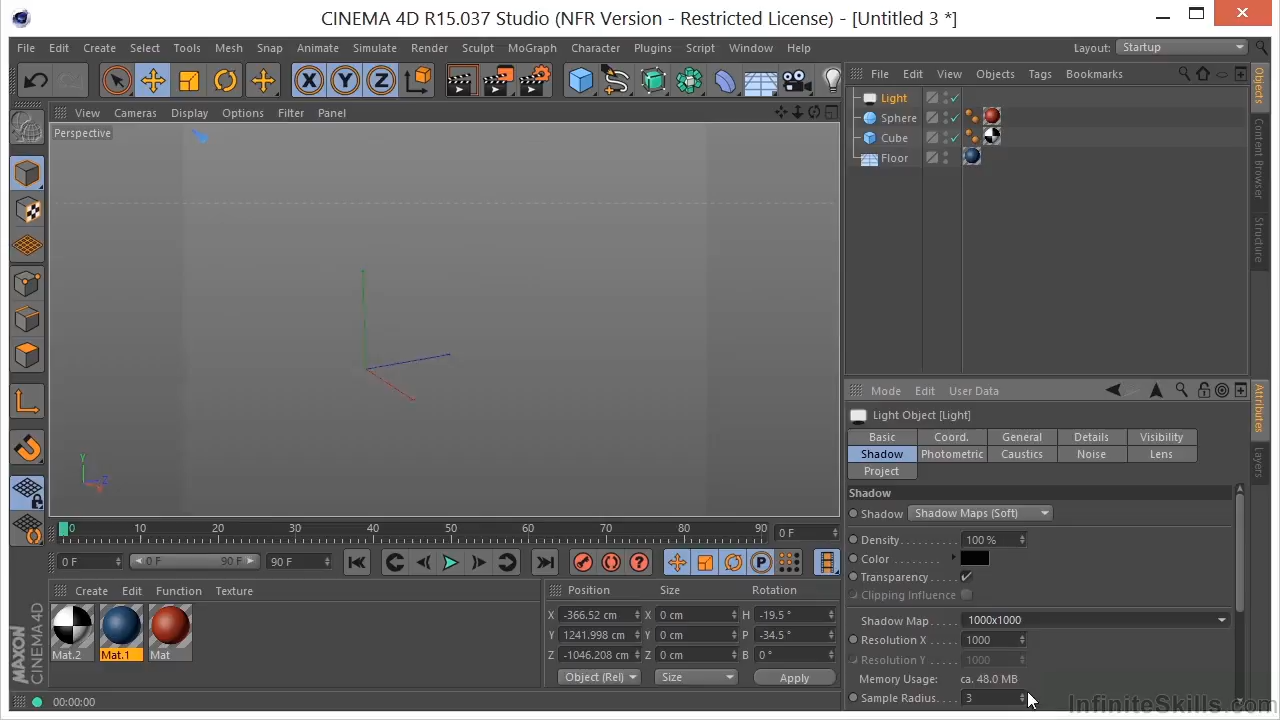 CINEMA 4D R15.037 Studio (NFR Version - Restricted License) - [Untitled 3 *]
File Edit Create Select Tools Mesh Snap Animate Simulate Render Sculpt MoGraph Character Plugins Script Window Help
Layout: Startup
X Y Z
View Cameras Display Options Filter Panel
Perspective
Y
Z
0 10 20 30 40 50 60 70 80 90
0 F
0 F 0 F 90 F 90 F
P
Create Edit Function Texture
Mat.2 Mat.1 Mat
MAXON
CINEMA 4D
Position Size Rotation
X -366.52 cm X 0 cm H -19.5 °
Y 1241.998 cm Y 0 cm P -34.5 °
Z -1046.208 cm Z 0 cm B 0 °
Object (Rel) Size Apply
00:00:00
File Edit View Objects Tags Bookmarks
Light
Sphere
Cube
Floor
Objects
Content Browser
Structure
Mode Edit User Data
Light Object [Light]
Basic Coord. General Details Visibility
Shadow Photometric Caustics Noise Lens
Project
Shadow
Shadow Shadow Maps (Soft)
Density . . . . . . . . . . 100 %
Color . . . . . . . .
Transparency . . . . .
Clipping Influence
Shadow Map . . . . . 1000x1000
Resolution X . . . . . 1000
Resolution Y . . . . . 1000
Memory Usage: ca. 48.0 MB
Sample Radius. . . . 3
Attributes
Layers
InfiniteSkills.com